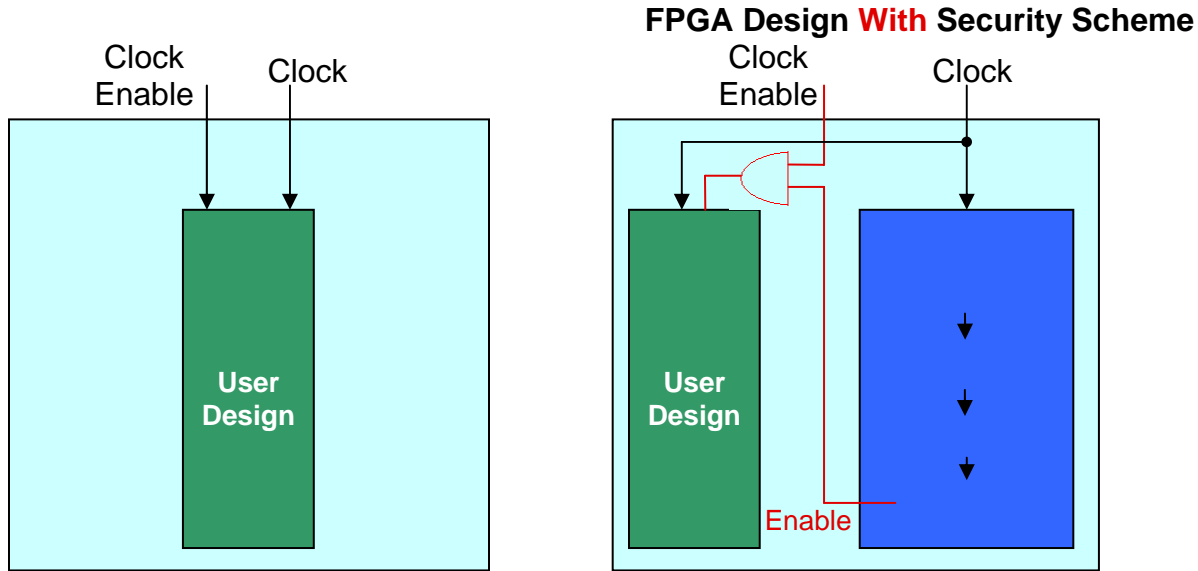 FPGA Design With Security Scheme
Clock
Enable
Clock
User
Design
Clock
Enable
Clock
User
Design
Enable